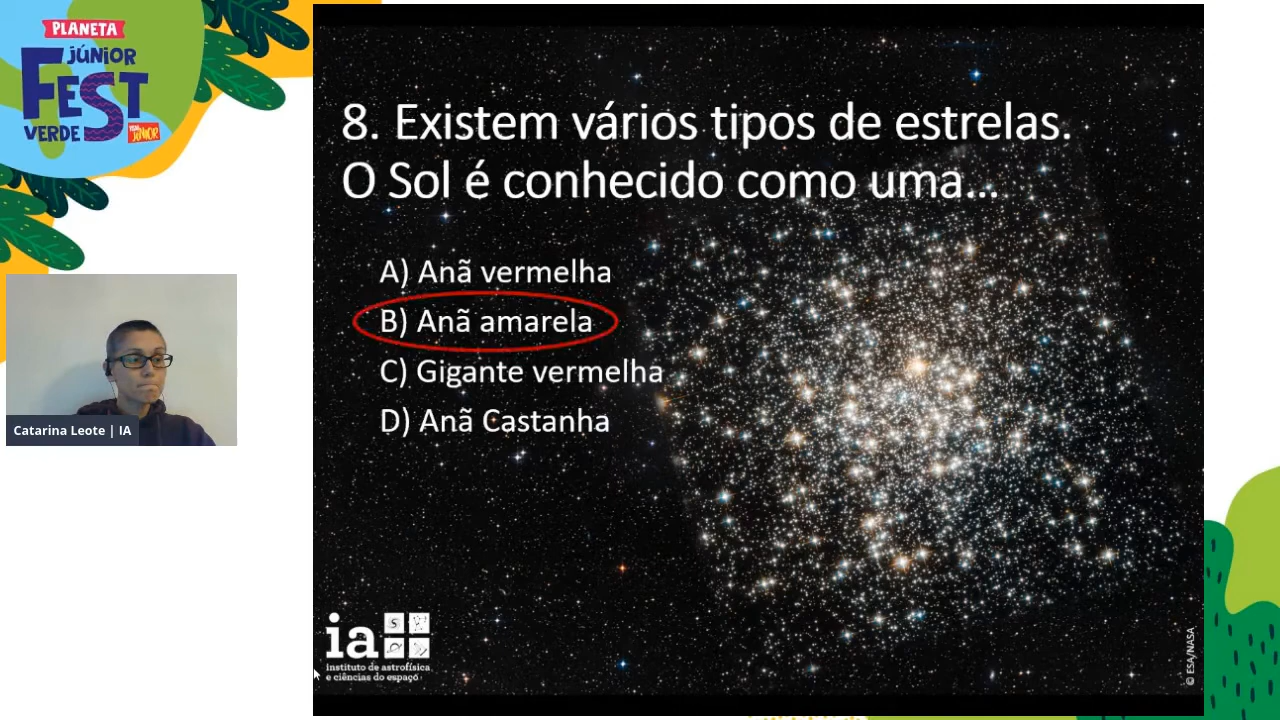 PLANETA
JÚNIOR
FEST
VERDE
JÚNIOR
8. Existem vários tipos de estrelas.
O Sol é conhecido como uma...
A) Anã vermelha
B) Anã amarela
C) Gigante vermelha
D) Anã Castanha
Catarina Leote | IA
ia
instituto de astrofísica
e ciências do espaço
© ESA/NASA